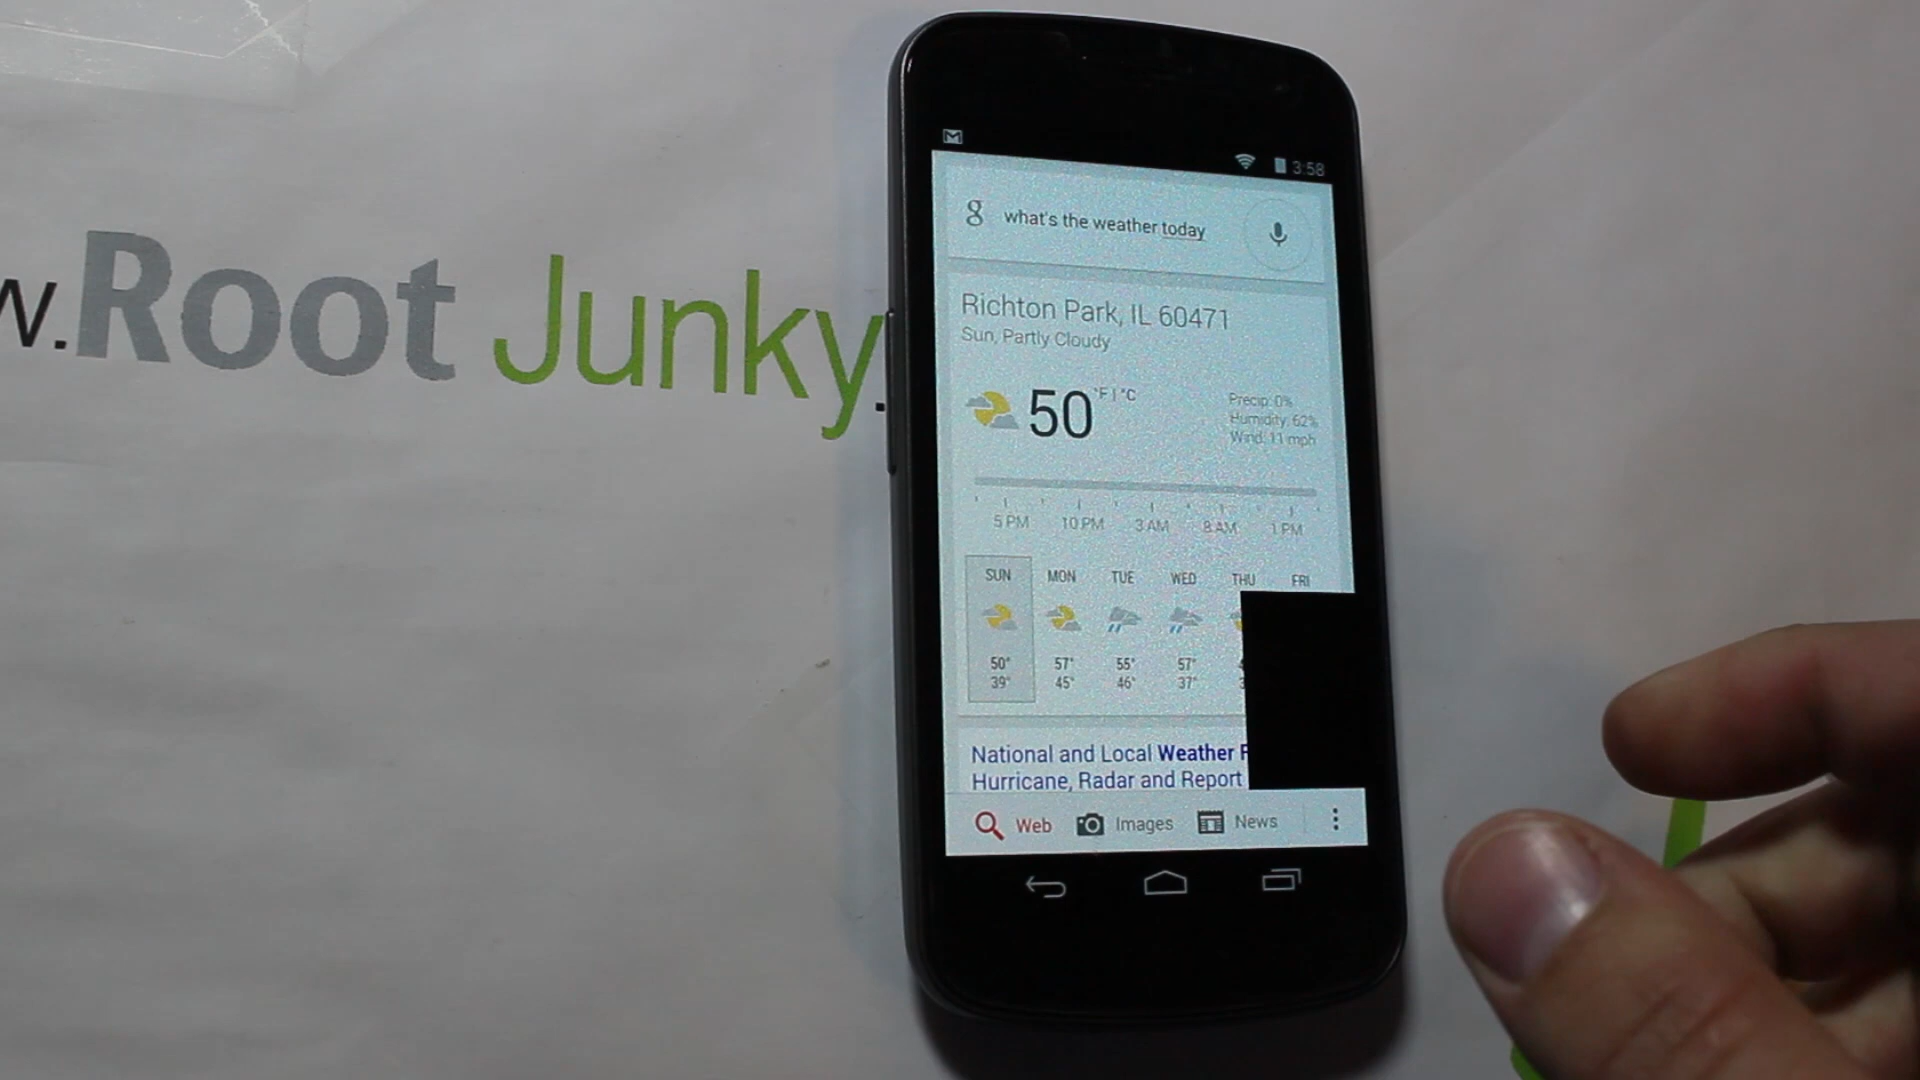 w.Root Junky.
3:58
g what's the weather today
Richton Park, IL 60471
Sun, Partly Cloudy
50 °F | °C
Precip: 0%
Humidity: 62%
Wind: 11 mph
5 PM 10 PM 3 AM 8 AM 1 PM
SUN MON TUE WED THU FRI
50° 57° 55° 57°
39° 45° 46° 37°
National and Local Weather F
Hurricane, Radar and Report
Web Images News